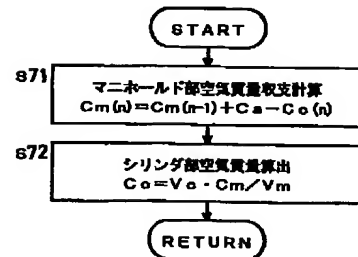 START
S71
マニホールド部空気質量収支計算
Cm(n)=Cm(n-1)+Ca-Co(n)
S72
シリンダ部空気質量算出
Co=Vo・Cm/Vm
RETURN